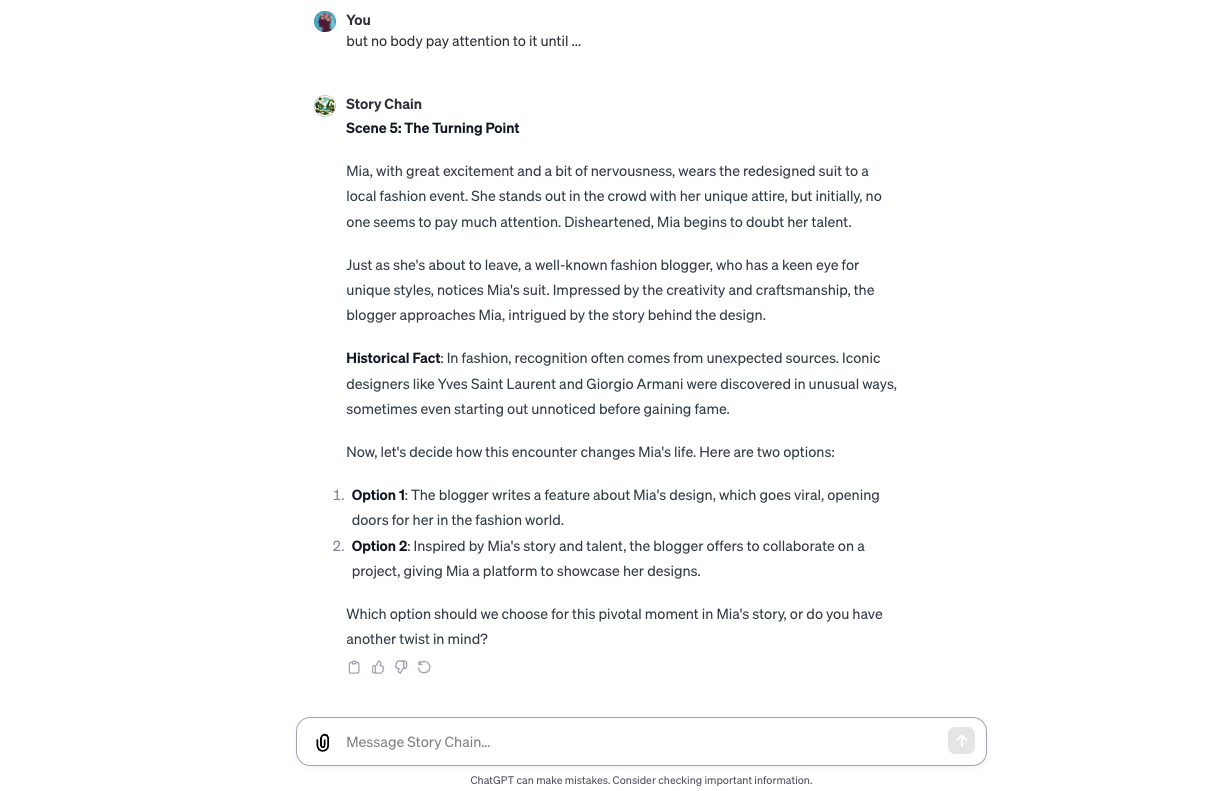 You
but no body pay attention to it until ...
Story Chain
Scene 5: The Turning Point
Mia, with great excitement and a bit of nervousness, wears the redesigned suit to a
local fashion event. She stands out in the crowd with her unique attire, but initially, no
one seems to pay much attention. Disheartened, Mia begins to doubt her talent.
Just as she's about to leave, a well-known fashion blogger, who has a keen eye for
unique styles, notices Mia's suit. Impressed by the creativity and craftsmanship, the
blogger approaches Mia, intrigued by the story behind the design.
Historical Fact: In fashion, recognition often comes from unexpected sources. Iconic
designers like Yves Saint Laurent and Giorgio Armani were discovered in unusual ways,
sometimes even starting out unnoticed before gaining fame.
Now, let's decide how this encounter changes Mia's life. Here are two options:
1. Option 1: The blogger writes a feature about Mia's design, which goes viral, opening
doors for her in the fashion world.
2. Option 2: Inspired by Mia's story and talent, the blogger offers to collaborate on a
project, giving Mia a platform to showcase her designs.
Which option should we choose for this pivotal moment in Mia's story, or do you have
another twist in mind?
Message Story Chain...
ChatGPT can make mistakes. Consider checking important information.